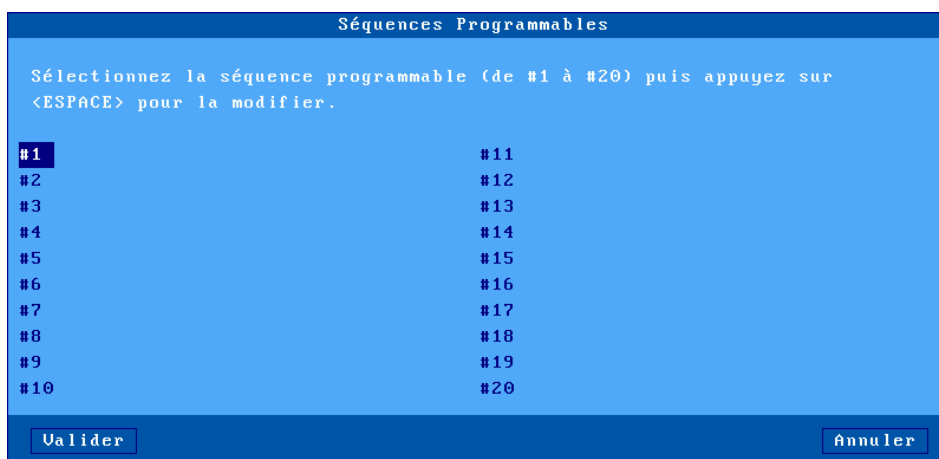 Séquences Programmables
Sélectionnez la séquence programmable (de #1 à #20) puis appuyez sur
<ESPACE> pour la modifier.
#1 #11
#2 #12
#3 #13
#4 #14
#5 #15
#6 #16
#7 #17
#8 #18
#9 #19
#10 #20
Valider Annuler